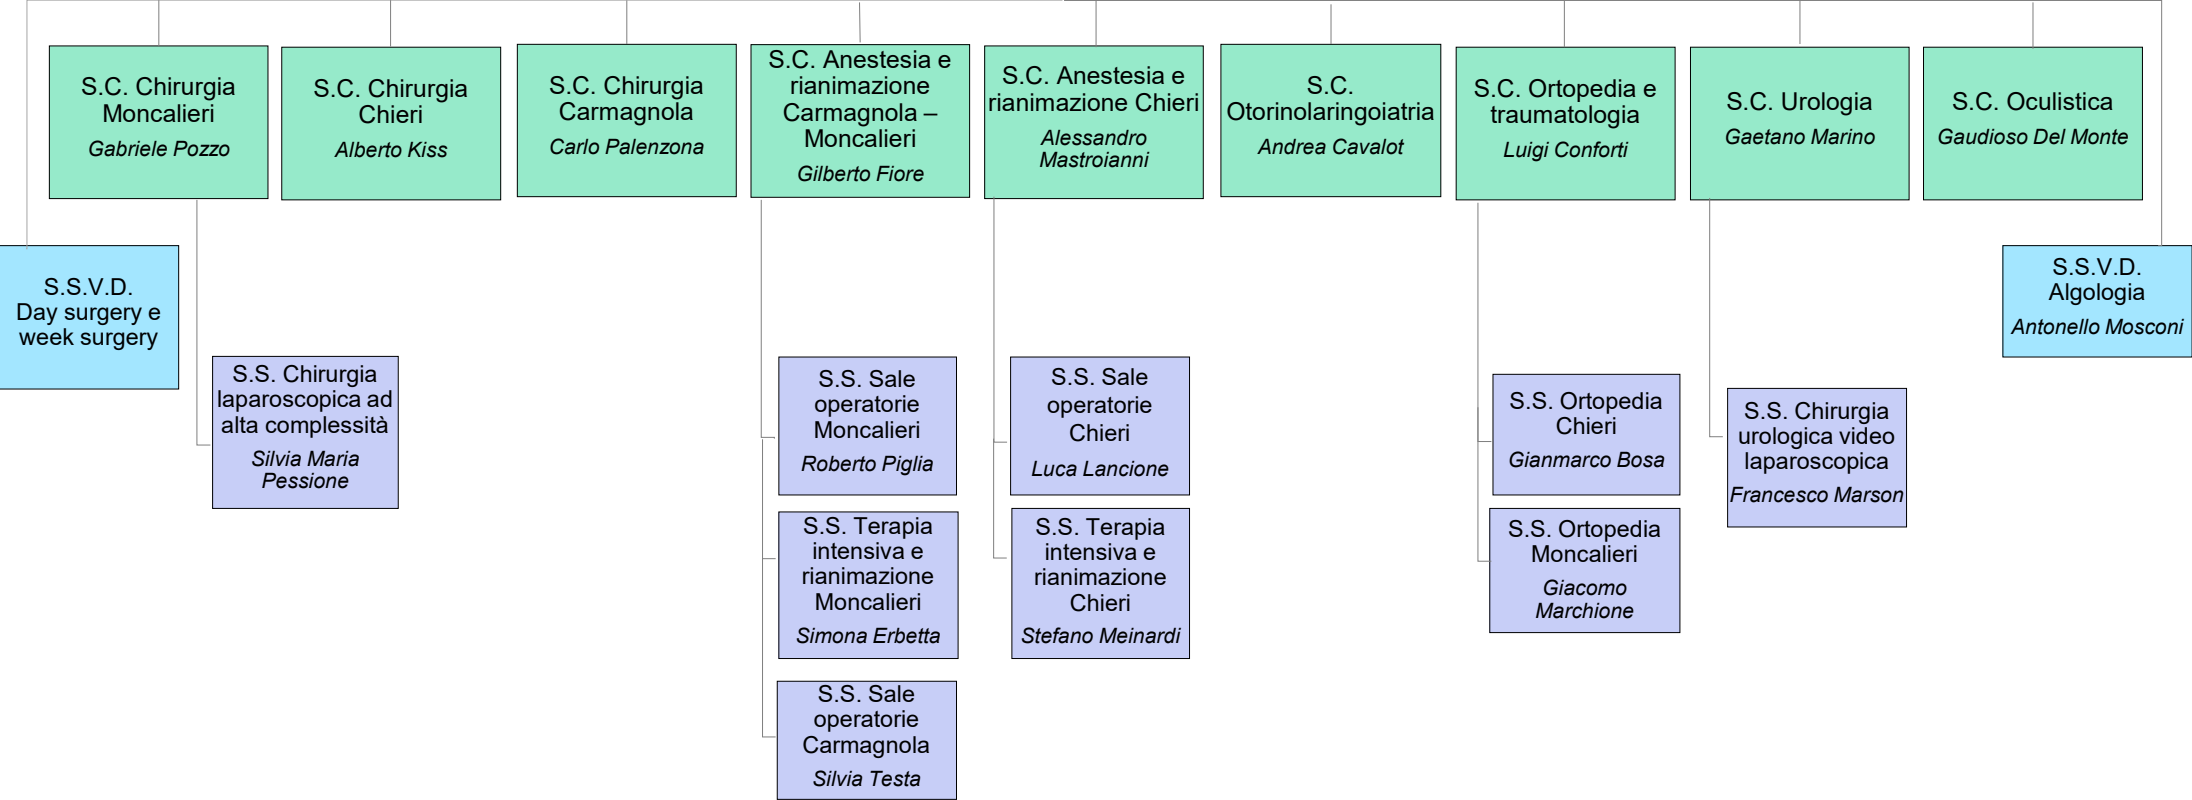 S.C. Chirurgia
Moncalieri
Gabriele Pozzo
S.C. Chirurgia
Chieri
Alberto Kiss
S.C. Chirurgia
Carmagnola
Carlo Palenzona
S.C. Anestesia e
rianimazione
Carmagnola –
Moncalieri
Gilberto Fiore
S.C. Anestesia e
rianimazione Chieri
Alessandro
Mastroianni
S.C.
Otorinolaringoiatria
Andrea Cavalot
S.C. Ortopedia e
traumatologia
Luigi Conforti
S.C. Urologia
Gaetano Marino
S.C. Oculistica
Gaudioso Del Monte
S.S.V.D.
Day surgery e
week surgery
S.S.V.D.
Algologia
Antonello Mosconi
S.S. Chirurgia
laparoscopica ad
alta complessità
Silvia Maria
Pessione
S.S. Sale
operatorie
Moncalieri
Roberto Piglia
S.S. Sale
operatorie
Chieri
Luca Lancione
S.S. Ortopedia
Chieri
Gianmarco Bosa
S.S. Chirurgia
urologica video
laparoscopica
Francesco Marson
S.S. Terapia
intensiva e
rianimazione
Moncalieri
Simona Erbetta
S.S. Terapia
intensiva e
rianimazione
Chieri
Stefano Meinardi
S.S. Ortopedia
Moncalieri
Giacomo
Marchione
S.S. Sale
operatorie
Carmagnola
Silvia Testa